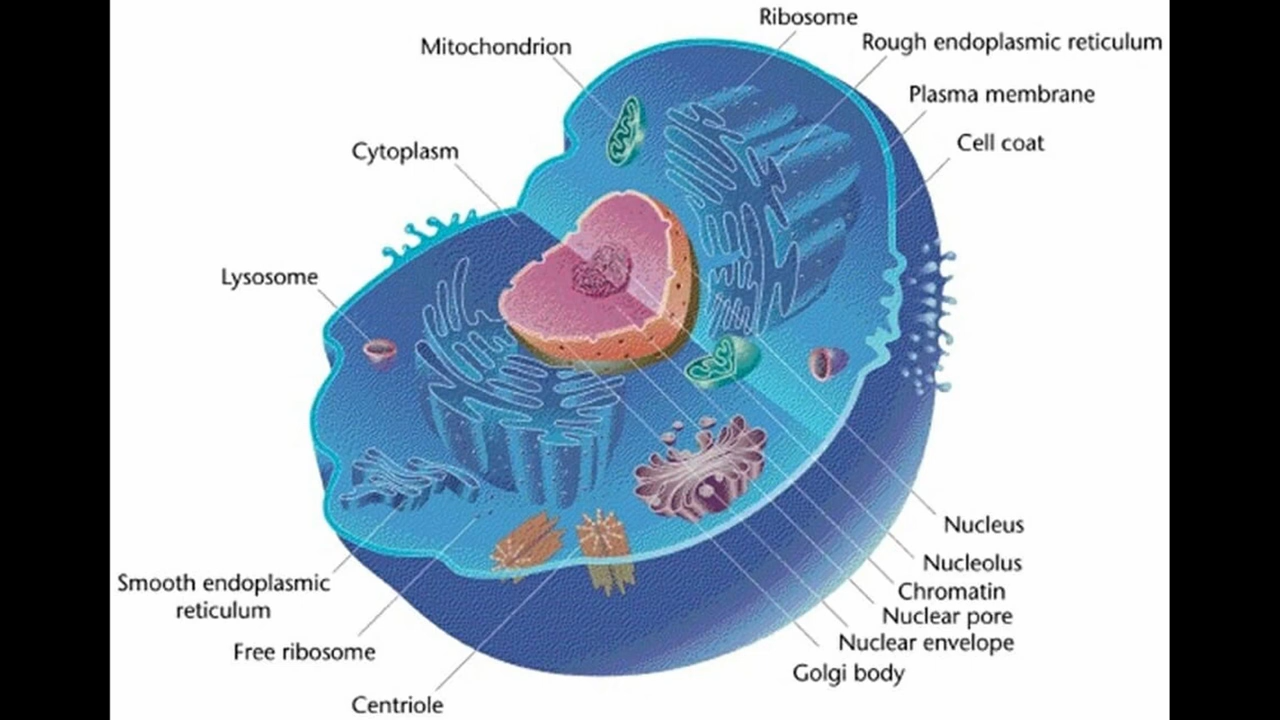 Ribosome
Mitochondrion
Rough endoplasmic reticulum
Plasma membrane
Cell coat
Cytoplasm
Lysosome
Nucleus
Nucleolus
Smooth endoplasmic
reticulum
Chromatin
Nuclear pore
Nuclear envelope
Free ribosome
Golgi body
Centriole